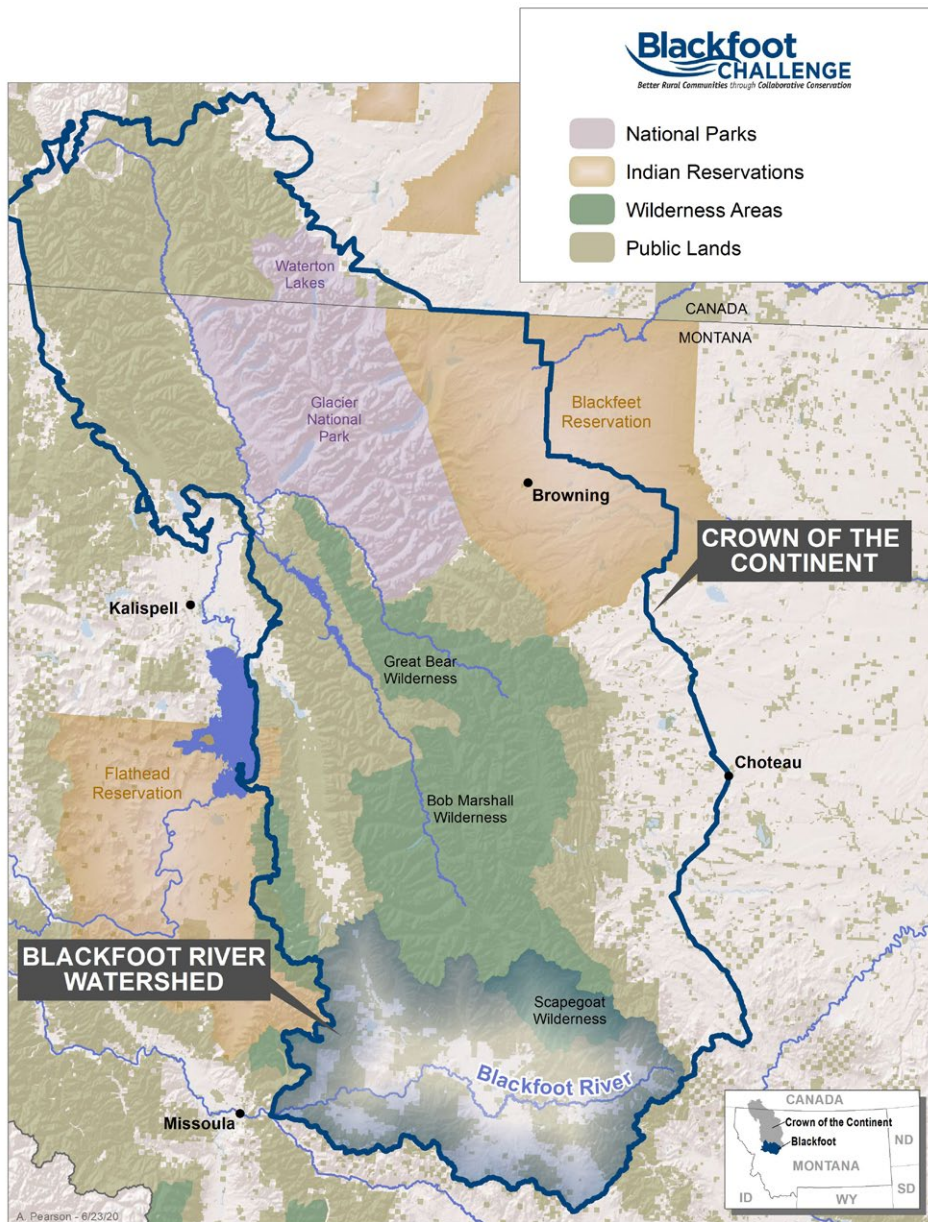 Blackfoot
CHALLENGE
Better Rural Communities through Collaborative Conservation
National Parks
Indian Reservations
Wilderness Areas
Public Lands
Waterton
Lakes
CANADA
MONTANA
Glacier
National
Park
Blackfeet
Reservation
Browning
CROWN OF THE
CONTINENT
Kalispell
Great Bear
Wilderness
Choteau
Flathead
Reservation
Bob Marshall
Wilderness
BLACKFOOT RIVER
WATERSHED
Scapegoat
Wilderness
Blackfoot River
Missoula
CANADA
Crown of the Continent
Blackfoot
ND
MONTANA
SD
ID
WY
A. Pearson - 6/23/20